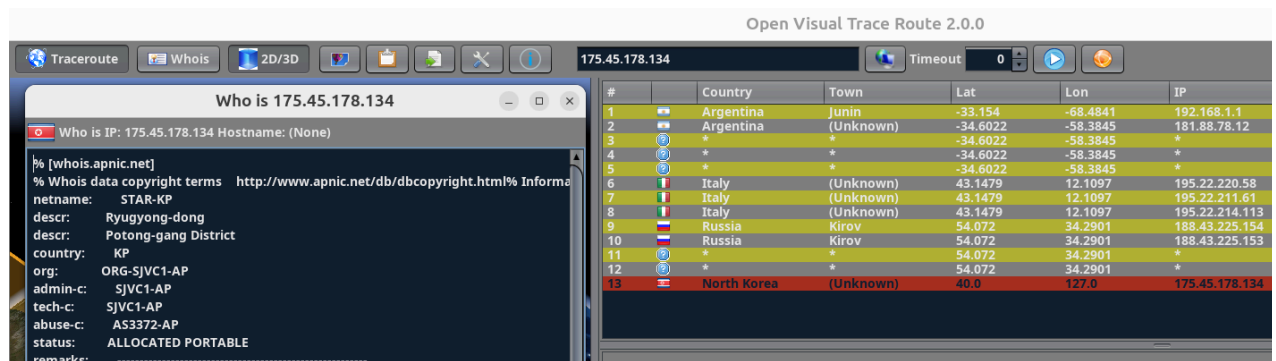 Open Visual Trace Route 2.0.0
Traceroute Whois 2D/3D 175.45.178.134 Timeout 0
Who is 175.45.178.134
Who is IP: 175.45.178.134 Hostname: (None)
% [whois.apnic.net]
% Whois data copyright terms http://www.apnic.net/db/dbcopyright.html% Informa
netname: STAR-KP
descr: Ryugyong-dong
descr: Potong-gang District
country: KP
org: ORG-SJVC1-AP
admin-c: SJVC1-AP
tech-c: SJVC1-AP
abuse-c: AS3372-AP
status: ALLOCATED PORTABLE
remarks: --------------------------------------------------------
# Country Town Lat Lon IP
1 Argentina Junin -33.154 -68.4841 192.168.1.1
2 Argentina (Unknown) -34.6022 -58.3845 181.88.78.12
3 * * -34.6022 -58.3845 *
4 * * -34.6022 -58.3845 *
5 * * -34.6022 -58.3845 *
6 Italy (Unknown) 43.1479 12.1097 195.22.220.58
7 Italy (Unknown) 43.1479 12.1097 195.22.211.61
8 Italy (Unknown) 43.1479 12.1097 195.22.214.113
9 Russia Kirov 54.072 34.2901 188.43.225.154
10 Russia Kirov 54.072 34.2901 188.43.225.153
11 * * 54.072 34.2901 *
12 * * 54.072 34.2901 *
13 North Korea (Unknown) 40.0 127.0 175.45.178.134